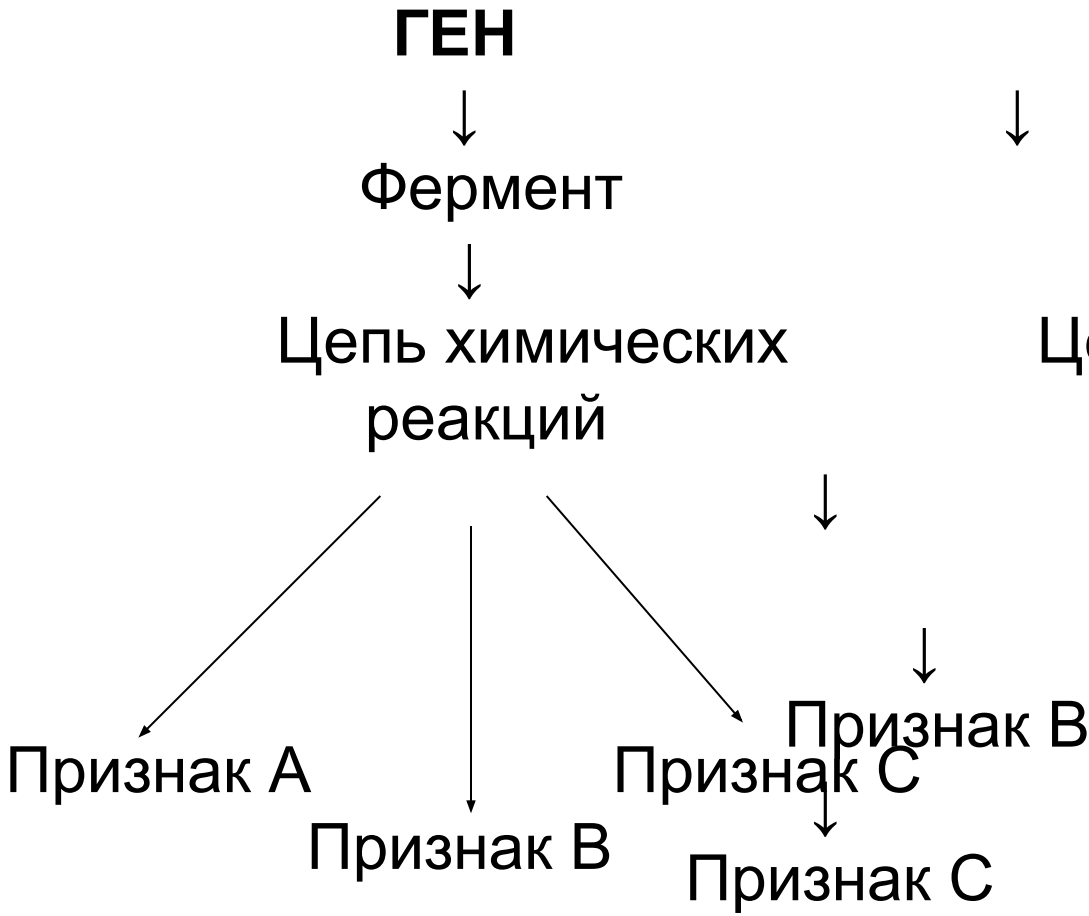 ГЕН
↓ ↓
Фермент
↓
Цепь химических
реакций
↓
↓
Признак В
Признак А
Признак С
↓
Признак В
Признак С